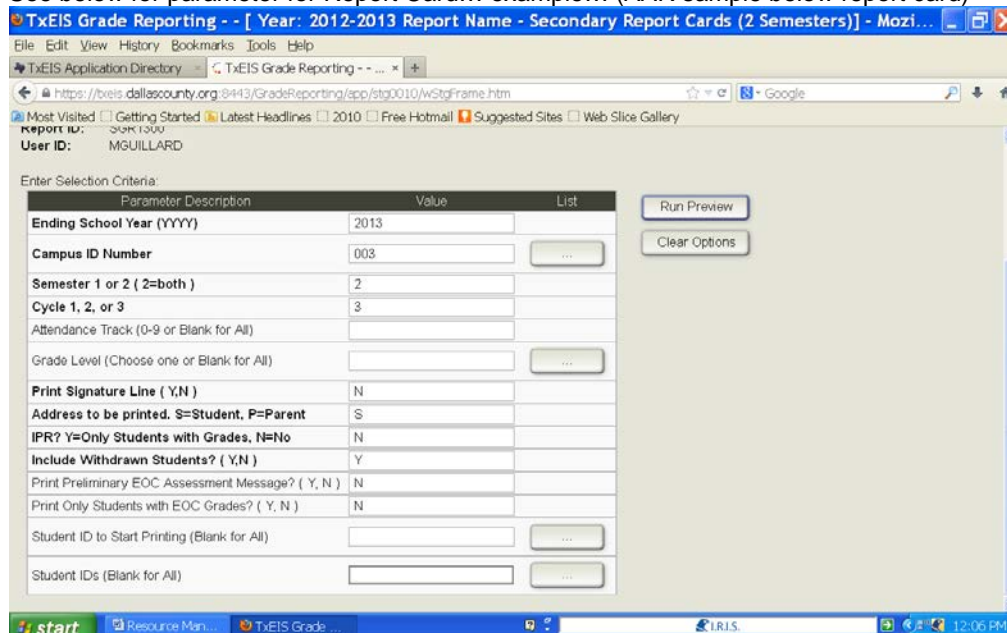 TxEIS Grade Reporting - - [ Year: 2012-2013 Report Name - Secondary Report Cards (2 Semesters)] - Mozi...
File Edit View History Bookmarks Tools Help
TxEIS Application Directory TxEIS Grade Reporting - - ... × +
https://txeis.dallascounty.org:8443/GradeReporting/app/stg0010/wStgFrame.htm Google
Most Visited Getting Started Latest Headlines 2010 Free Hotmail Suggested Sites Web Slice Gallery
Report ID: SGR1300
User ID: MGUILLARD
Enter Selection Criteria:
Parameter Description Value List
Run Preview
Ending School Year (YYYY) 2013
Clear Options
Campus ID Number 003 ...
Semester 1 or 2 ( 2=both ) 2
Cycle 1, 2, or 3 3
Attendance Track (0-9 or Blank for All)
Grade Level (Choose one or Blank for All) ...
Print Signature Line ( Y,N ) N
Address to be printed. S=Student, P=Parent S
IPR? Y=Only Students with Grades, N=No N
Include Withdrawn Students? ( Y,N ) Y
Print Preliminary EOC Assessment Message? ( Y, N ) N
Print Only Students with EOC Grades? ( Y, N ) N
Student ID to Start Printing (Blank for All) ...
Student IDs (Blank for All) ...
start Resource Man... TxEIS Grade ... I.R.I.S. 12:06 PM